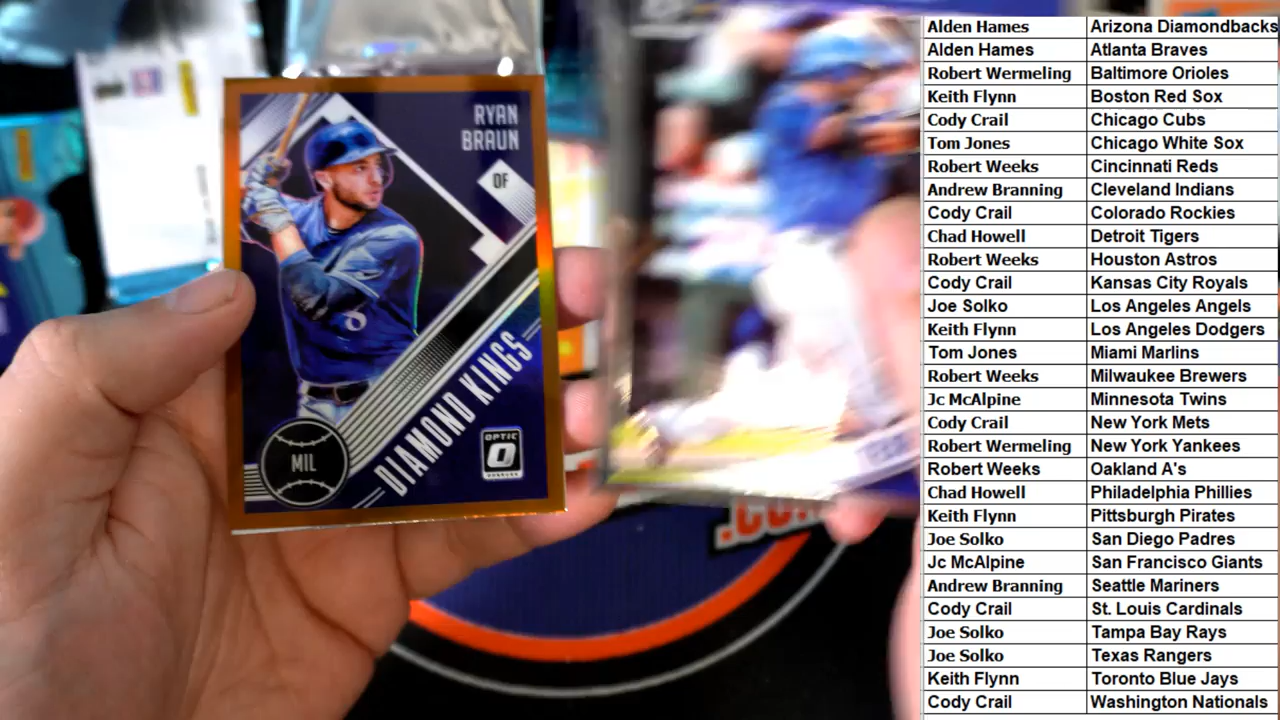 RYAN
BRAUN
OF
DIAMOND KINGS
MIL
OPTIC
.CO
Alden Hames Arizona Diamondbacks
Alden Hames Atlanta Braves
Robert Wermeling Baltimore Orioles
Keith Flynn Boston Red Sox
Cody Crail Chicago Cubs
Tom Jones Chicago White Sox
Robert Weeks Cincinnati Reds
Andrew Branning Cleveland Indians
Cody Crail Colorado Rockies
Chad Howell Detroit Tigers
Robert Weeks Houston Astros
Cody Crail Kansas City Royals
Joe Solko Los Angeles Angels
Keith Flynn Los Angeles Dodgers
Tom Jones Miami Marlins
Robert Weeks Milwaukee Brewers
Jc McAlpine Minnesota Twins
Cody Crail New York Mets
Robert Wermeling New York Yankees
Robert Weeks Oakland A's
Chad Howell Philadelphia Phillies
Keith Flynn Pittsburgh Pirates
Joe Solko San Diego Padres
Jc McAlpine San Francisco Giants
Andrew Branning Seattle Mariners
Cody Crail St. Louis Cardinals
Joe Solko Tampa Bay Rays
Joe Solko Texas Rangers
Keith Flynn Toronto Blue Jays
Cody Crail Washington Nationals